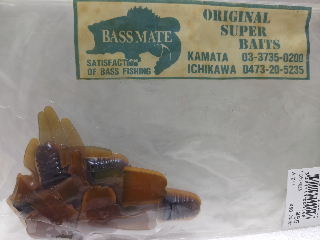 BASS MATE
SATISFACTION
OF BASS FISHING
ORIGINAL
SUPER
BAITS
KAMATA 03-3735-0200
ICHIKAWA 0473-20-5235